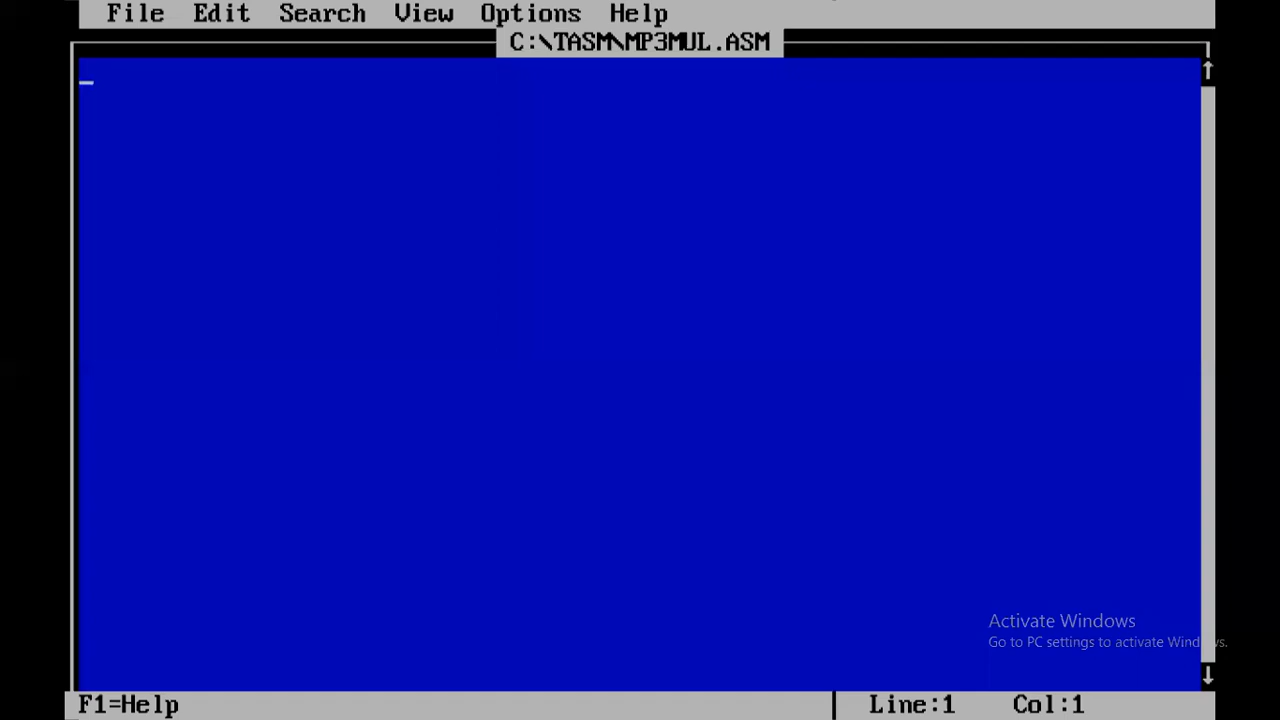 File Edit Search View Options Help
C:\TASM\MP3MUL.ASM
Activate Windows
Go to PC settings to activate Windows.
F1=Help Line:1 Col:1